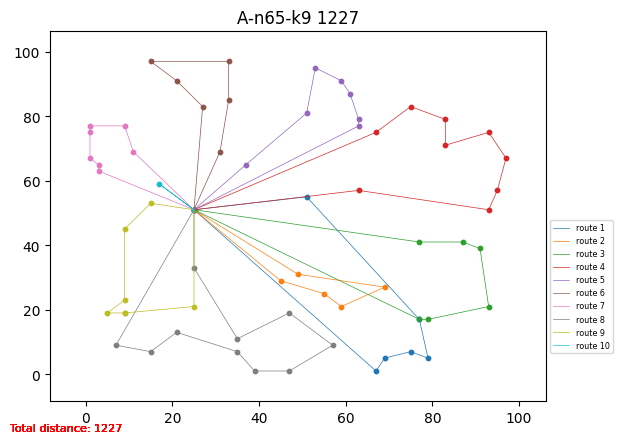 A-n65-k9 1227
100
80
60
40
20
0
0 20 40 60 80 100
route 1
route 2
route 3
route 4
route 5
route 6
route 7
route 8
route 9
route 10
Total distance: 1227